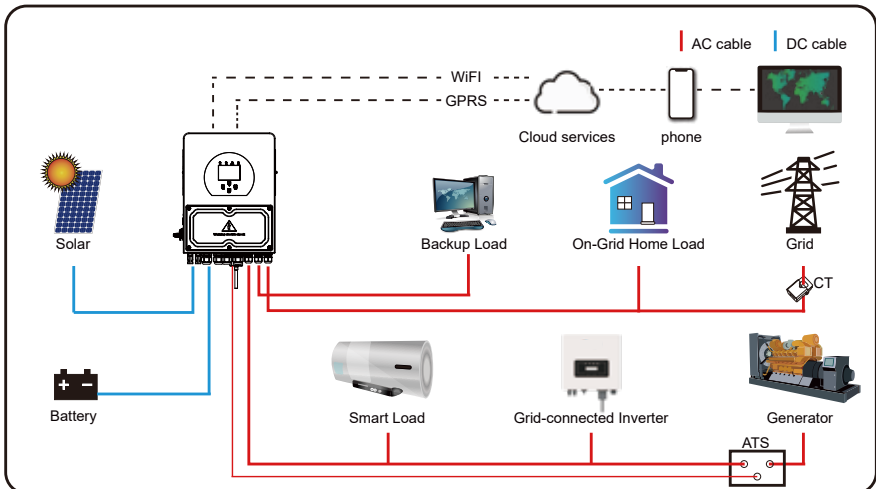 AC cable
DC cable
WiFI
GPRS
Cloud services
phone
Solar
Backup Load
On-Grid Home Load
Grid
CT
Battery
Smart Load
Grid-connected Inverter
Generator
ATS